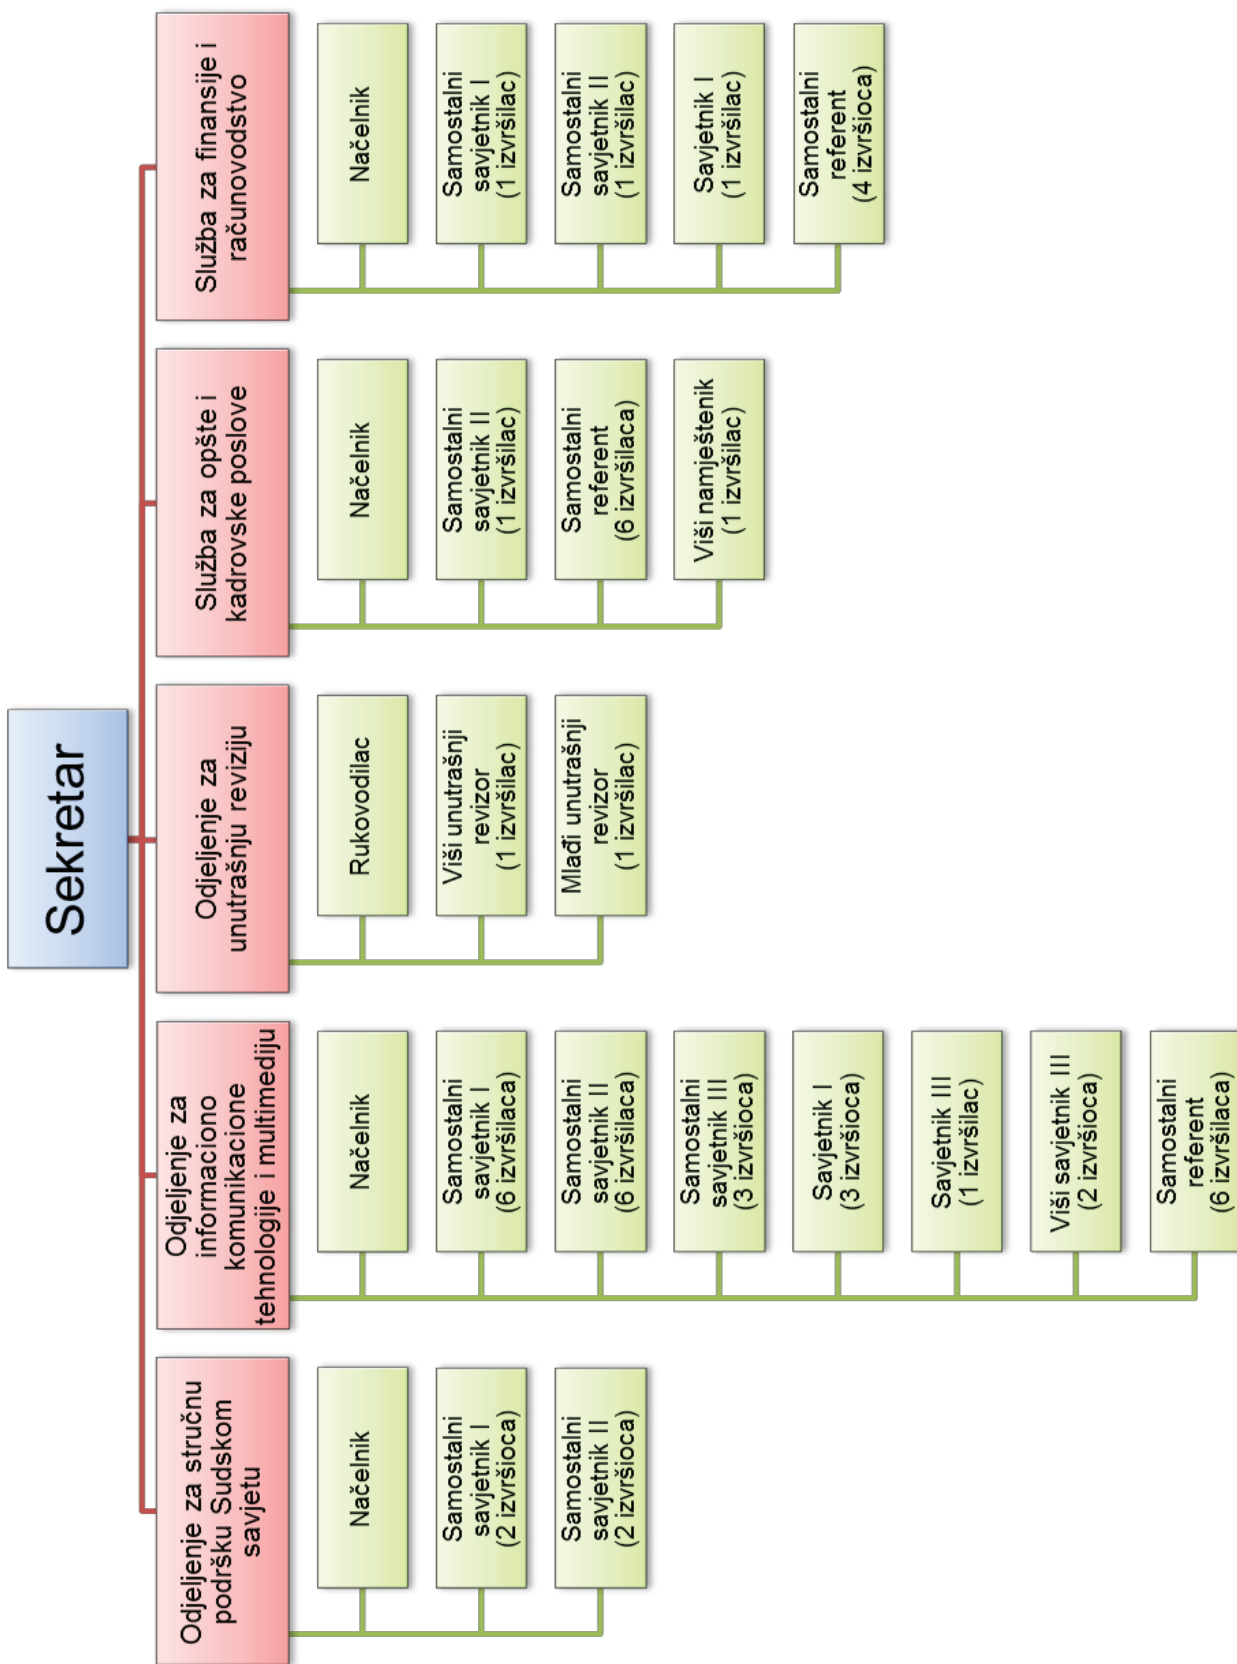 Sekretar
Odjeljenje za stručnu
podršku Sudskom
savjetu
Načelnik
Samostalni
savjetnik I
(2 izvršioca)
Samostalni
savjetnik II
(2 izvršioca)
Odjeljenje za
informaciono
komunikacione
tehnologije i multimediju
Načelnik
Samostalni
savjetnik I
(6 izvršilaca)
Samostalni
savjetnik II
(6 izvršilaca)
Samostalni
savjetnik III
(3 izvršioca)
Savjetnik I
(3 izvršioca)
Savjetnik III
(1 izvršilac)
Viši savjetnik III
(2 izvršioca)
Samostalni
referent
(6 izvršilaca)
Odjeljenje za
unutrašnju reviziju
Rukovodilac
Viši unutrašnji
revizor
(1 izvršilac)
Mlađi unutrašnji
revizor
(1 izvršilac)
Služba za opšte i
kadrovske poslove
Načelnik
Samostalni
savjetnik II
(1 izvršilac)
Samostalni
referent
(6 izvršilaca)
Viši namještenik
(1 izvršilac)
Služba za finansije i
računovodstvo
Načelnik
Samostalni
savjetnik I
(1 izvršilac)
Samostalni
savjetnik II
(1 izvršilac)
Savjetnik I
(1 izvršilac)
Samostalni
referent
(4 izvršioca)